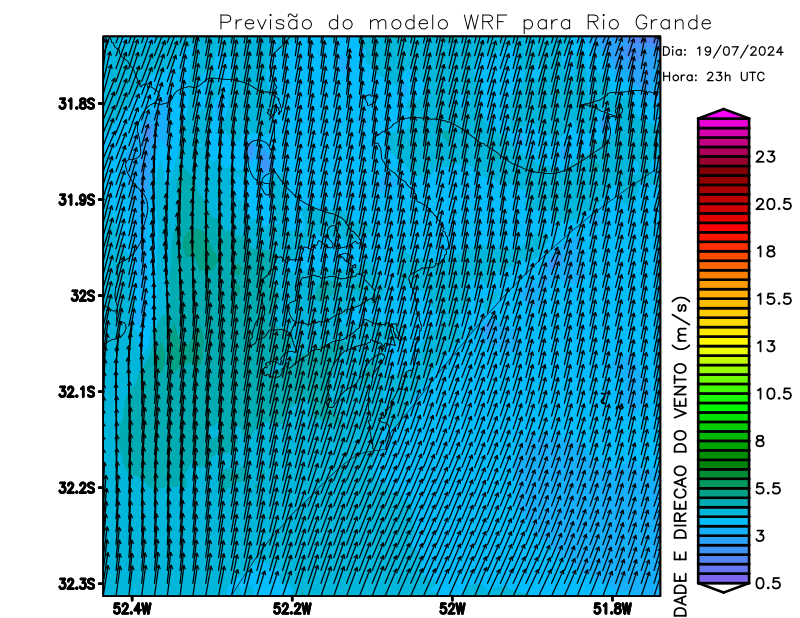 Previsão do modelo WRF para Rio Grande
Dia: 19/07/2024
Hora: 23h UTC
31.8S
31.9S
32S
32.1S
32.2S
32.3S
52.4W
52.2W
52W
51.8W
23
20.5
18
15.5
13
10.5
8
5.5
3
0.5
DADE E DIRECAO DO VENTO (m/s)